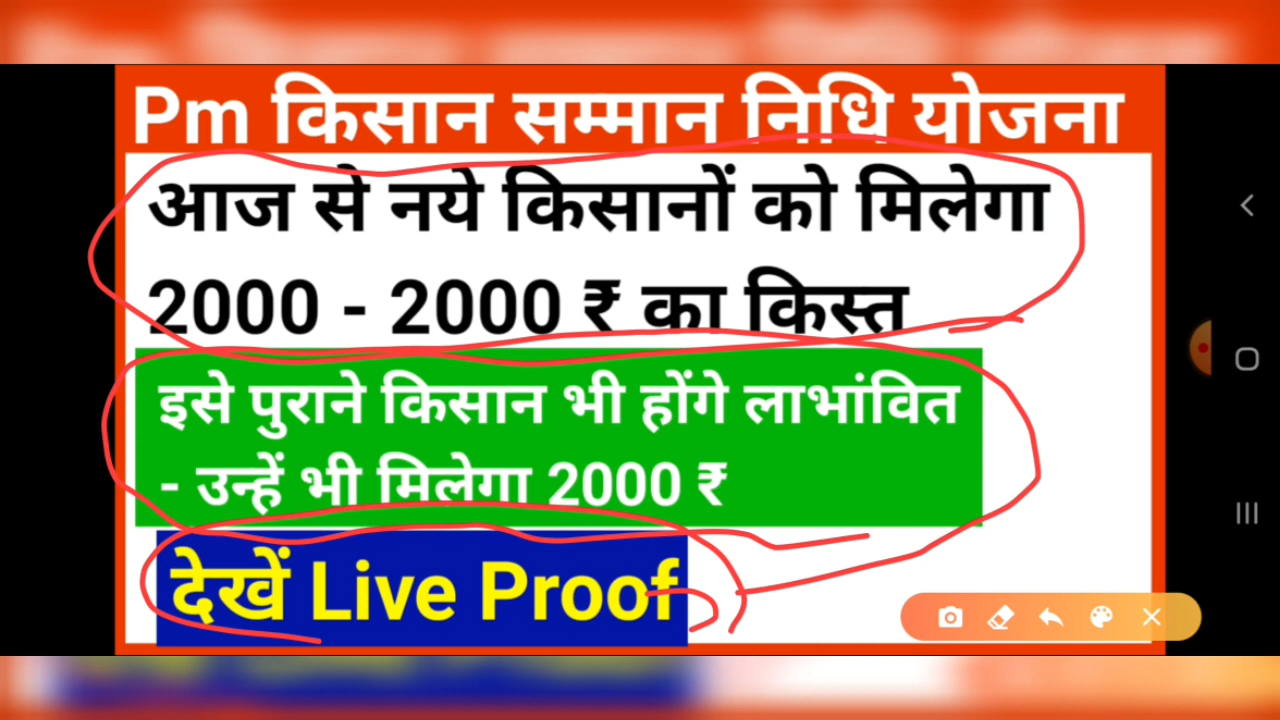 Pm किसान सम्मान निधि योजना
आज से नये किसानों को मिलेगा
2000 - 2000 ₹ का किस्त
इसे पुराने किसान भी होंगे लाभांवित
- उन्हें भी मिलेगा 2000 ₹
देखें Live Proof